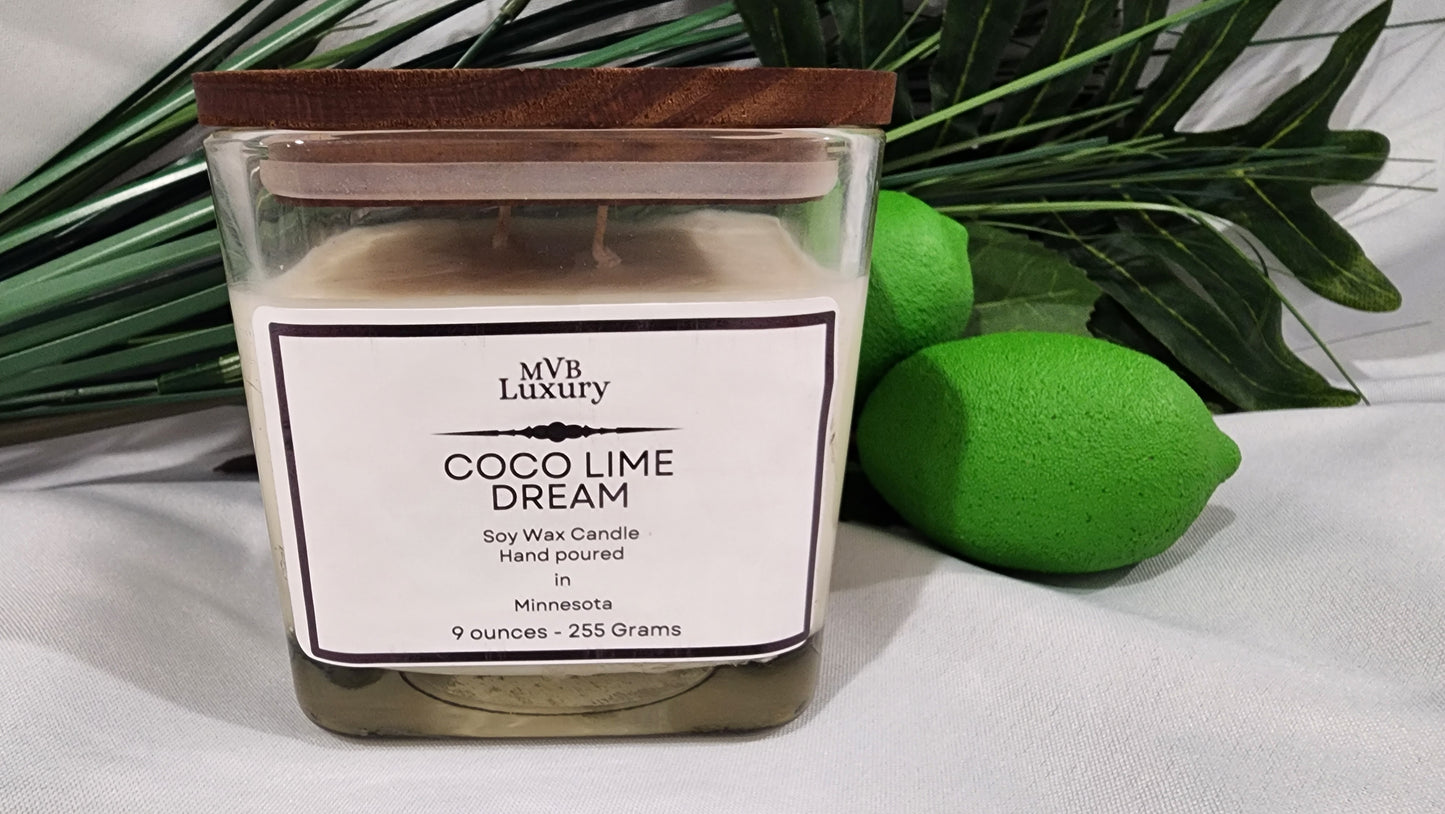 MVB
Luxury
COCO LIME
DREAM
Soy Wax Candle
Hand poured
in
Minnesota
9 ounces - 255 Grams